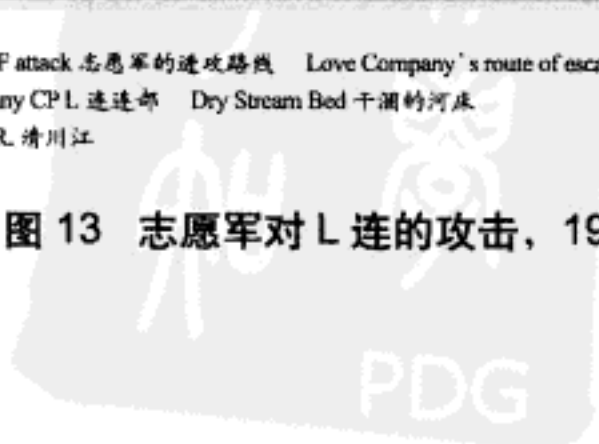 F attack 志愿军的进攻路线 Love Company's route of esca
ny CP L 连连部 Dry Stream Bed 干涸的河床
R. 清川江
图 13 志愿军对 L 连的攻击，19
PDG